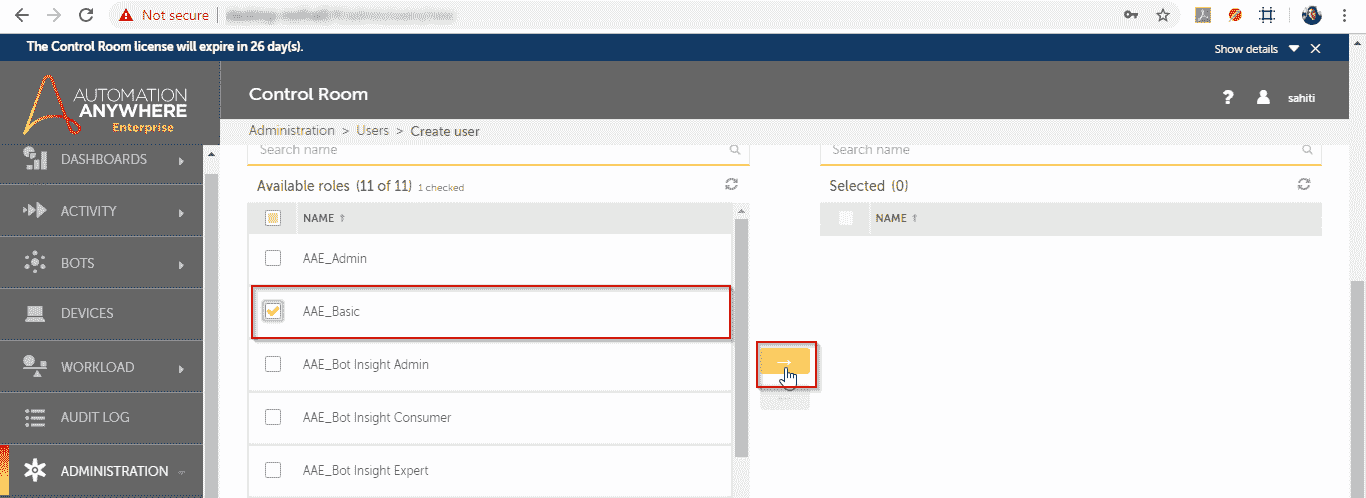 Not secure
The Control Room license will expire in 26 day(s).
Show details
AUTOMATION
ANYWHERE
Enterprise
Control Room
sahiti
Administration > Users > Create user
DASHBOARDS
ACTIVITY
BOTS
DEVICES
WORKLOAD
AUDIT LOG
ADMINISTRATION
Search name
Available roles (11 of 11) 1 checked
NAME
AAE_Admin
AAE_Basic
AAE_Bot Insight Admin
AAE_Bot Insight Consumer
AAE_Bot Insight Expert
Search name
Selected (0)
NAME